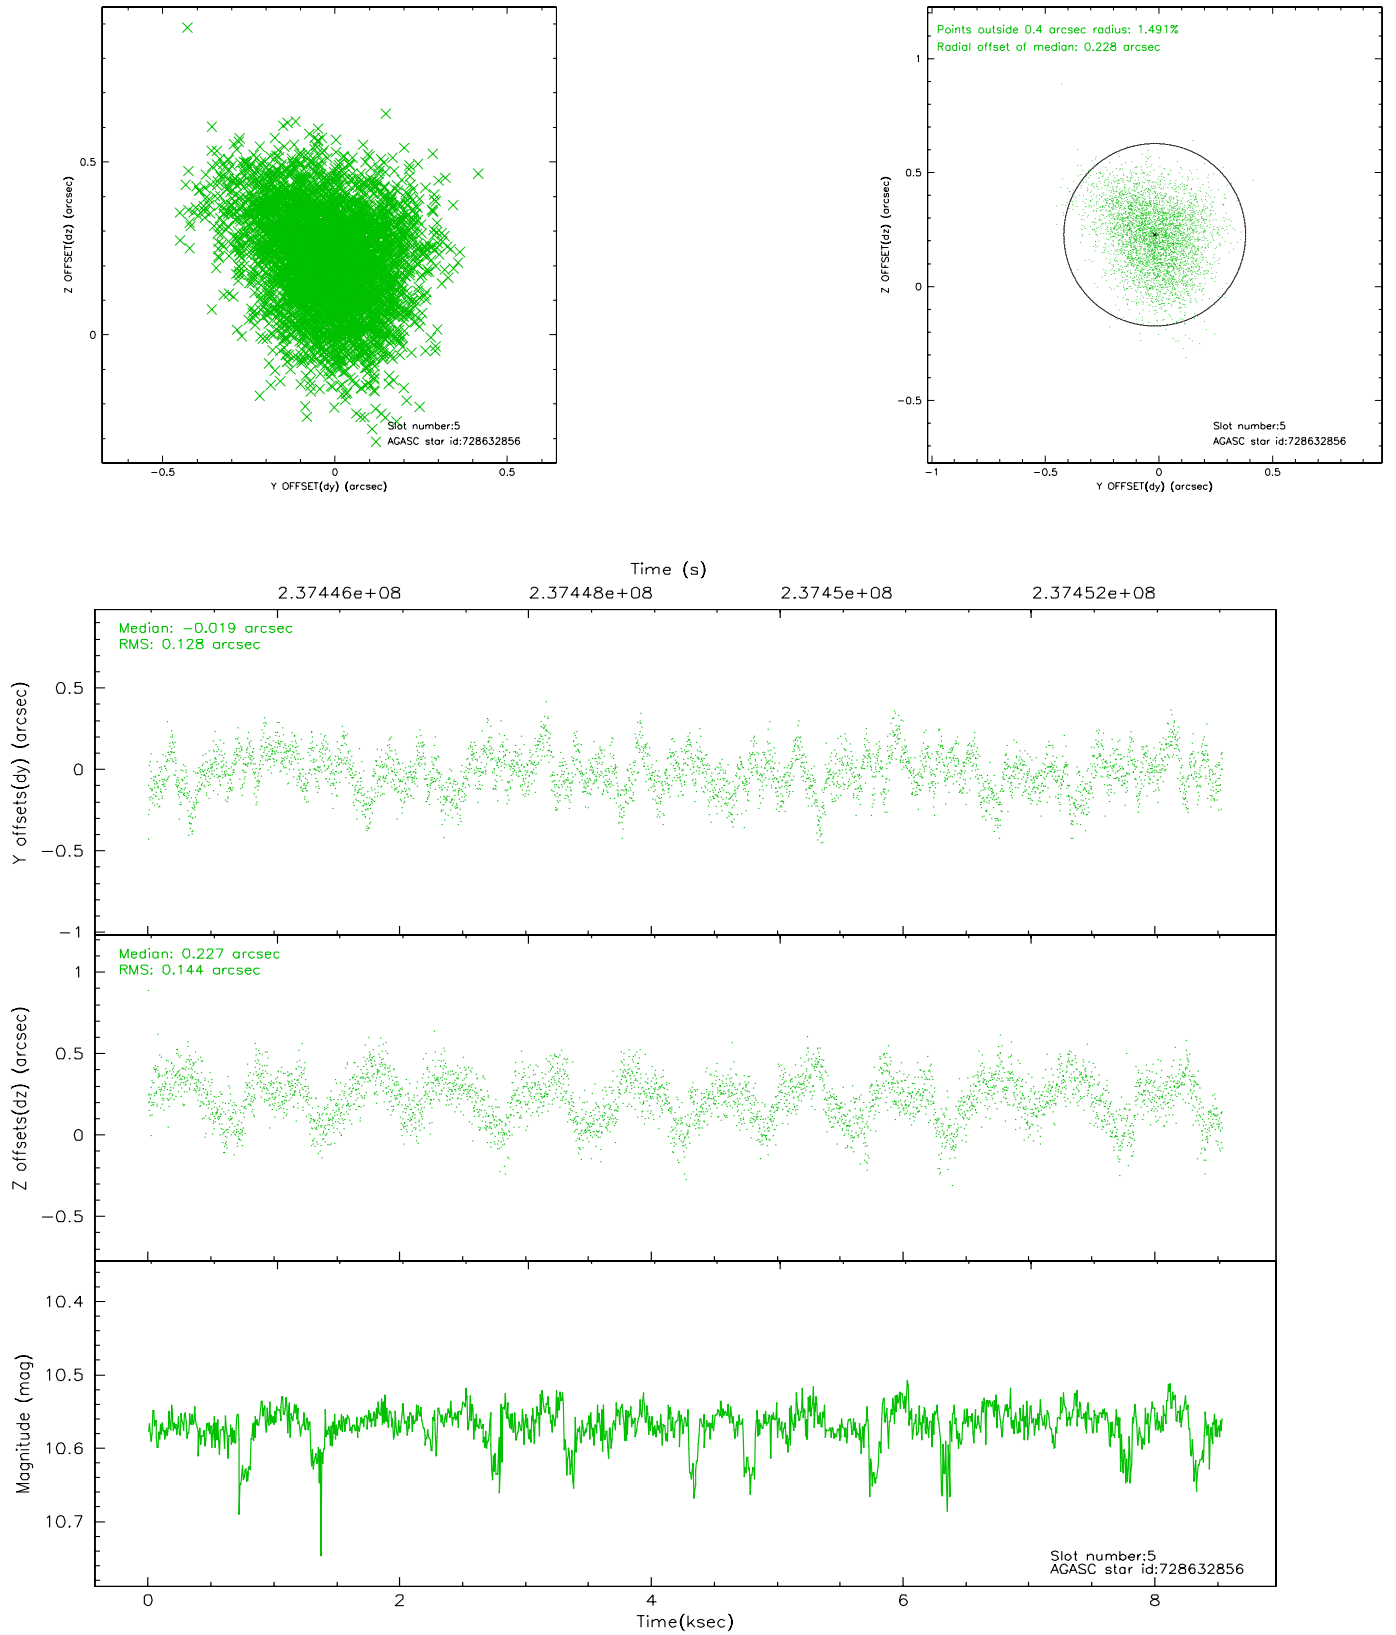 0.5
0
Z OFFSET(dz) (arcsec)
Slot number:5
AGASC star id:728632856
−0.5
0
0.5
Y OFFSET(dy) (arcsec)
Points outside 0.4 arcsec radius: 1.491%
Radial offset of median: 0.228 arcsec
1
0.5
0
−0.5
Z OFFSET(dz) (arcsec)
Slot number:5
AGASC star id:728632856
−1
−0.5
0
0.5
Y OFFSET(dy) (arcsec)
Time (s)
2.37446e+08
2.37448e+08
2.3745e+08
2.37452e+08
Median: −0.019 arcsec
RMS: 0.128 arcsec
0.5
0
−0.5
−1
Y offsets(dy) (arcsec)
Median: 0.227 arcsec
RMS: 0.144 arcsec
1
0.5
0
−0.5
Z offsets(dz) (arcsec)
10.4
10.5
10.6
10.7
Magnitude (mag)
Slot number:5
AGASC star id:728632856
0
2
4
6
8
Time(ksec)